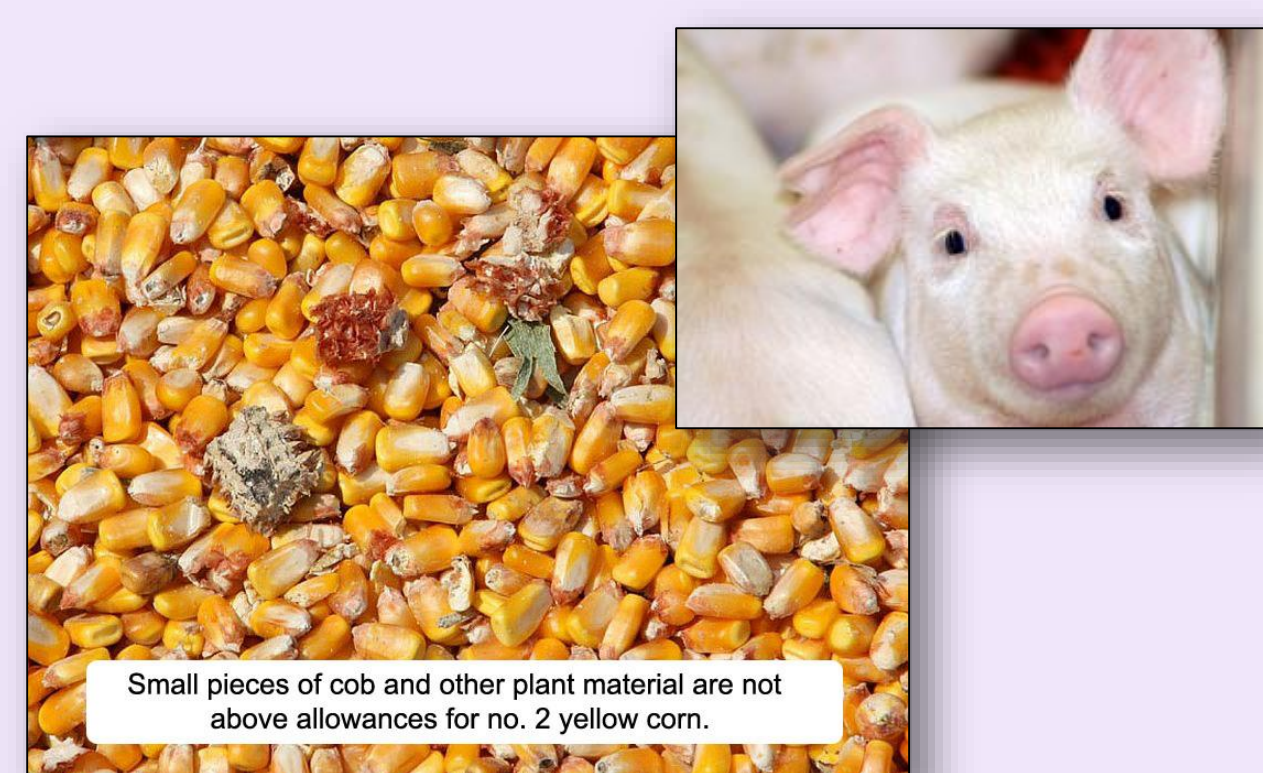 Small pieces of cob and other plant material are not
above allowances for no. 2 yellow corn.